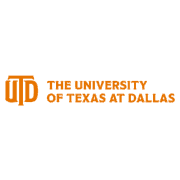 UTD
THE UNIVERSITY
OF TEXAS AT DALLAS